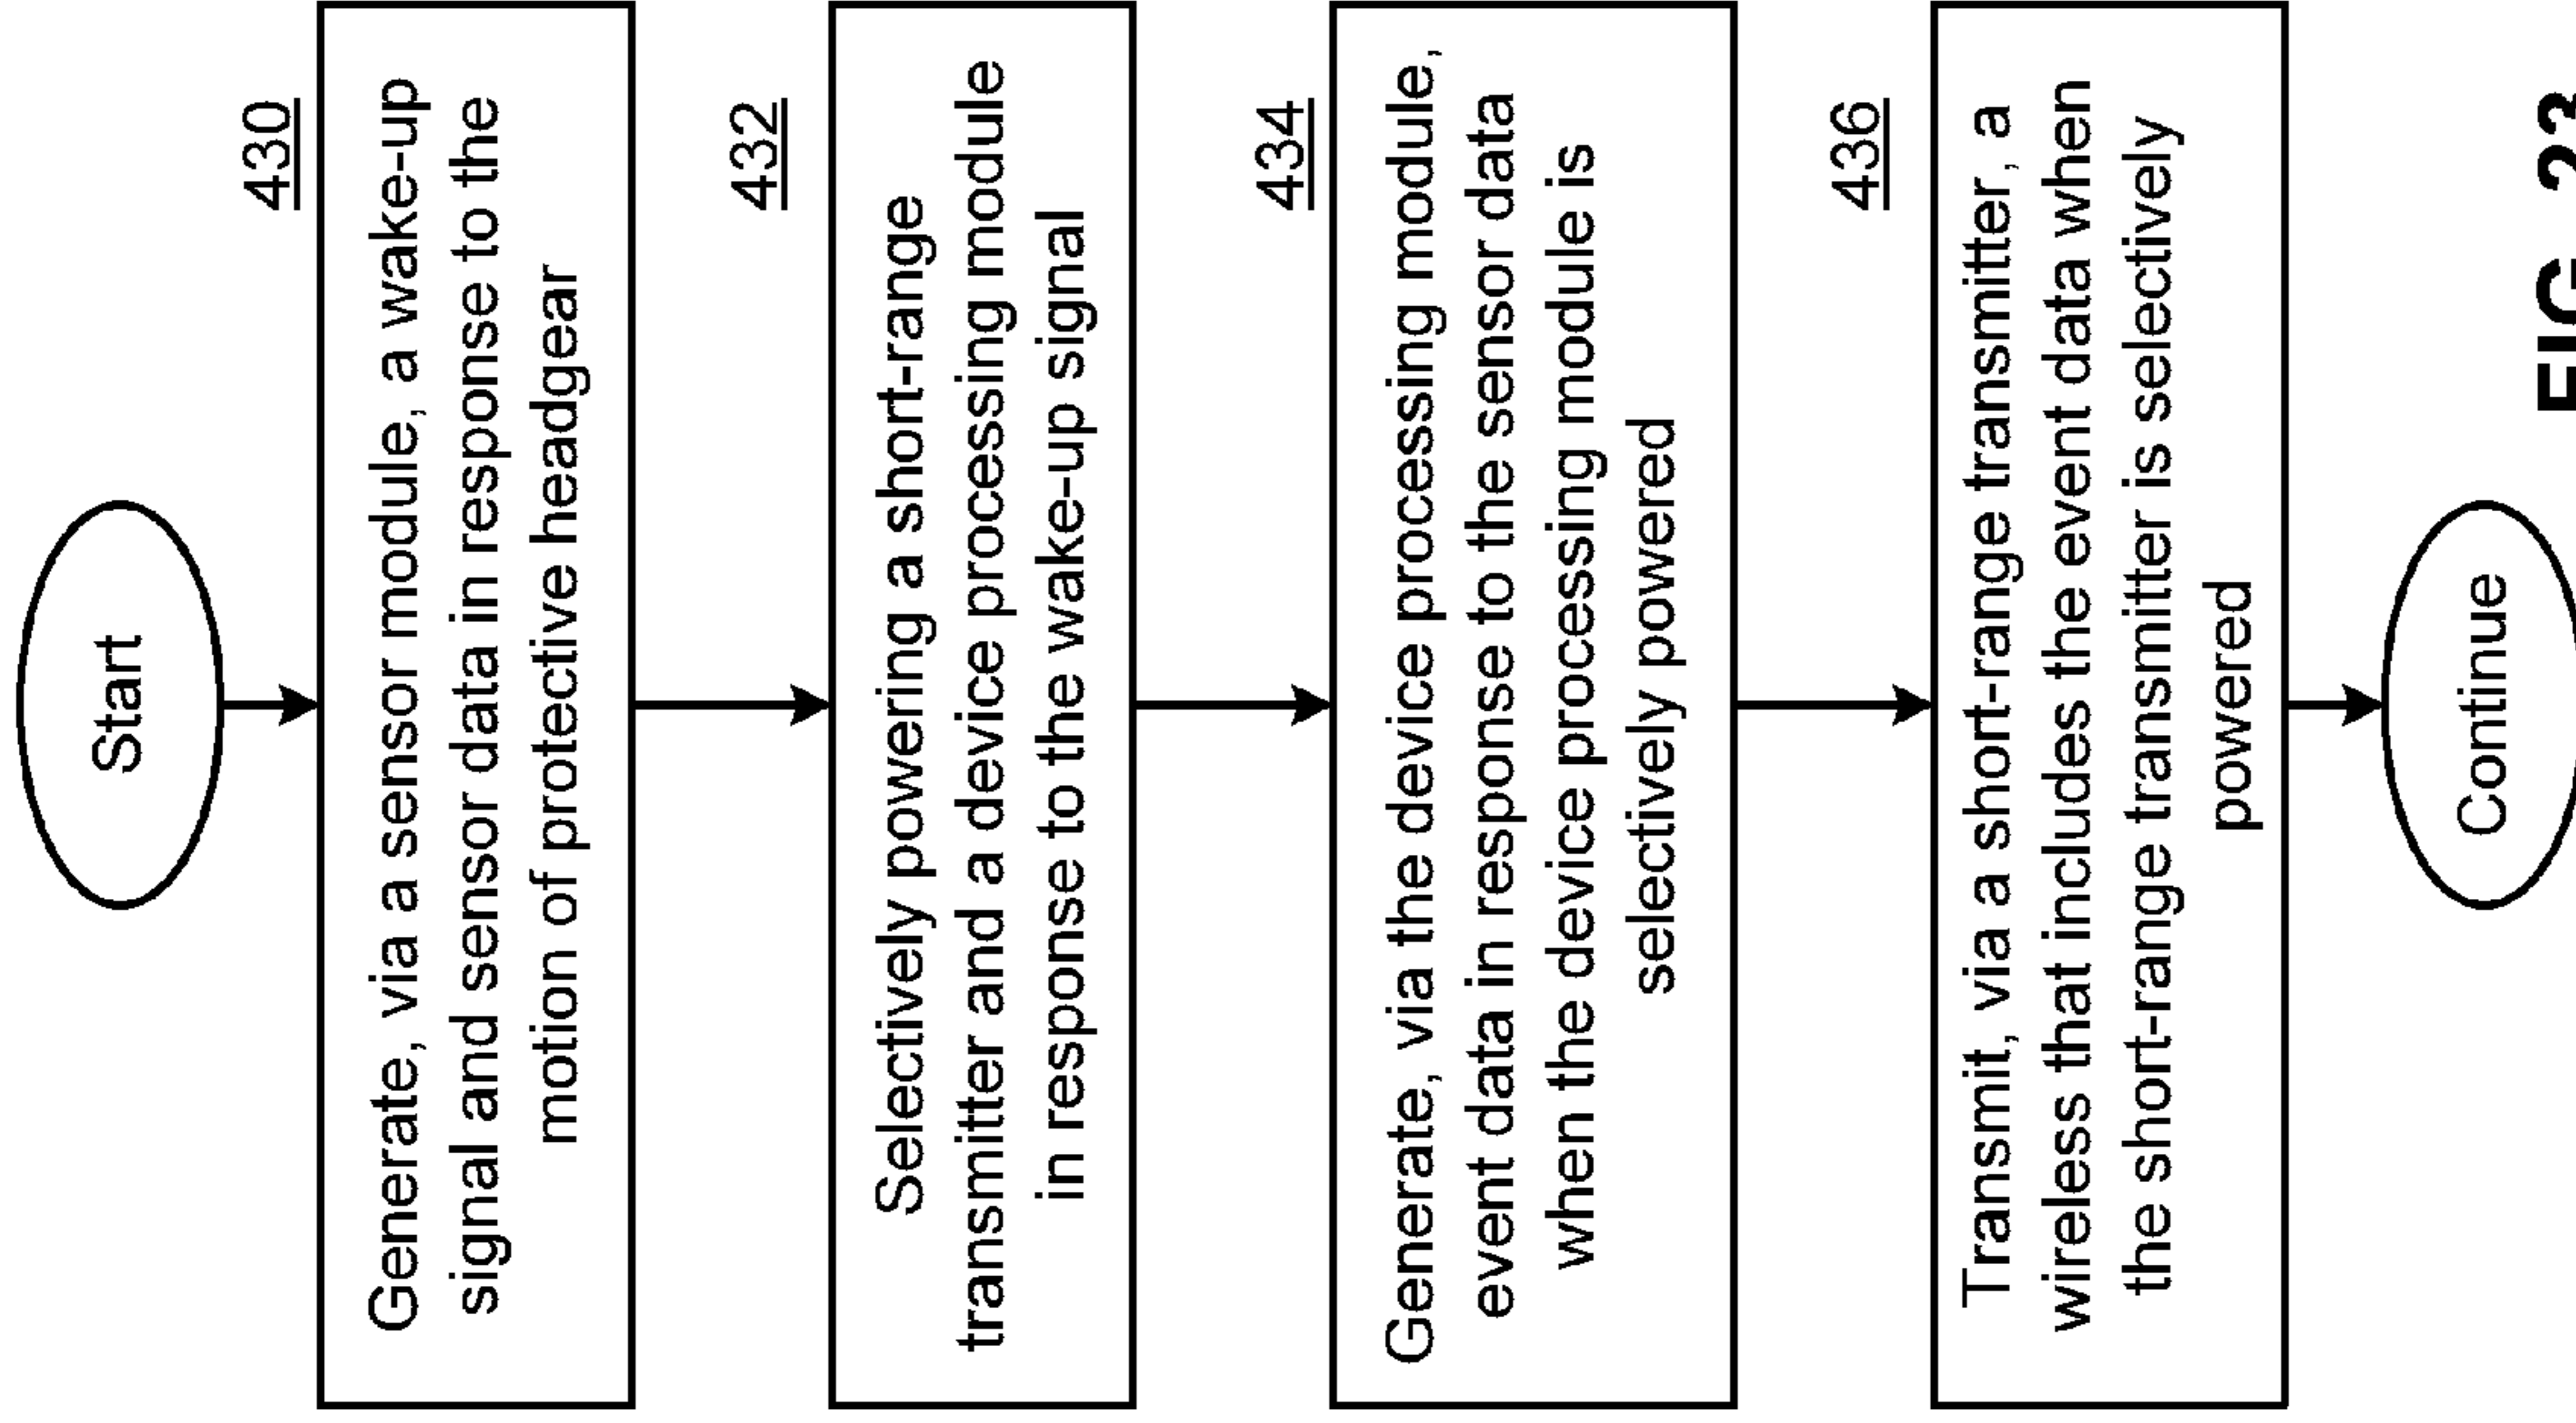 Start
430
Generate, via a sensor module, a wake-up
signal and sensor data in response to the
motion of protective headgear
432
Selectively powering a short-range
transmitter and a device processing module
in response to the wake-up signal
434
Generate, via the device processing module,
event data in response to the sensor data
when the device processing module is
selectively powered
436
Transmit, via a short-range transmitter, a
wireless that includes the event data when
the short-range transmitter is selectively
powered
Continue
FIG. 23